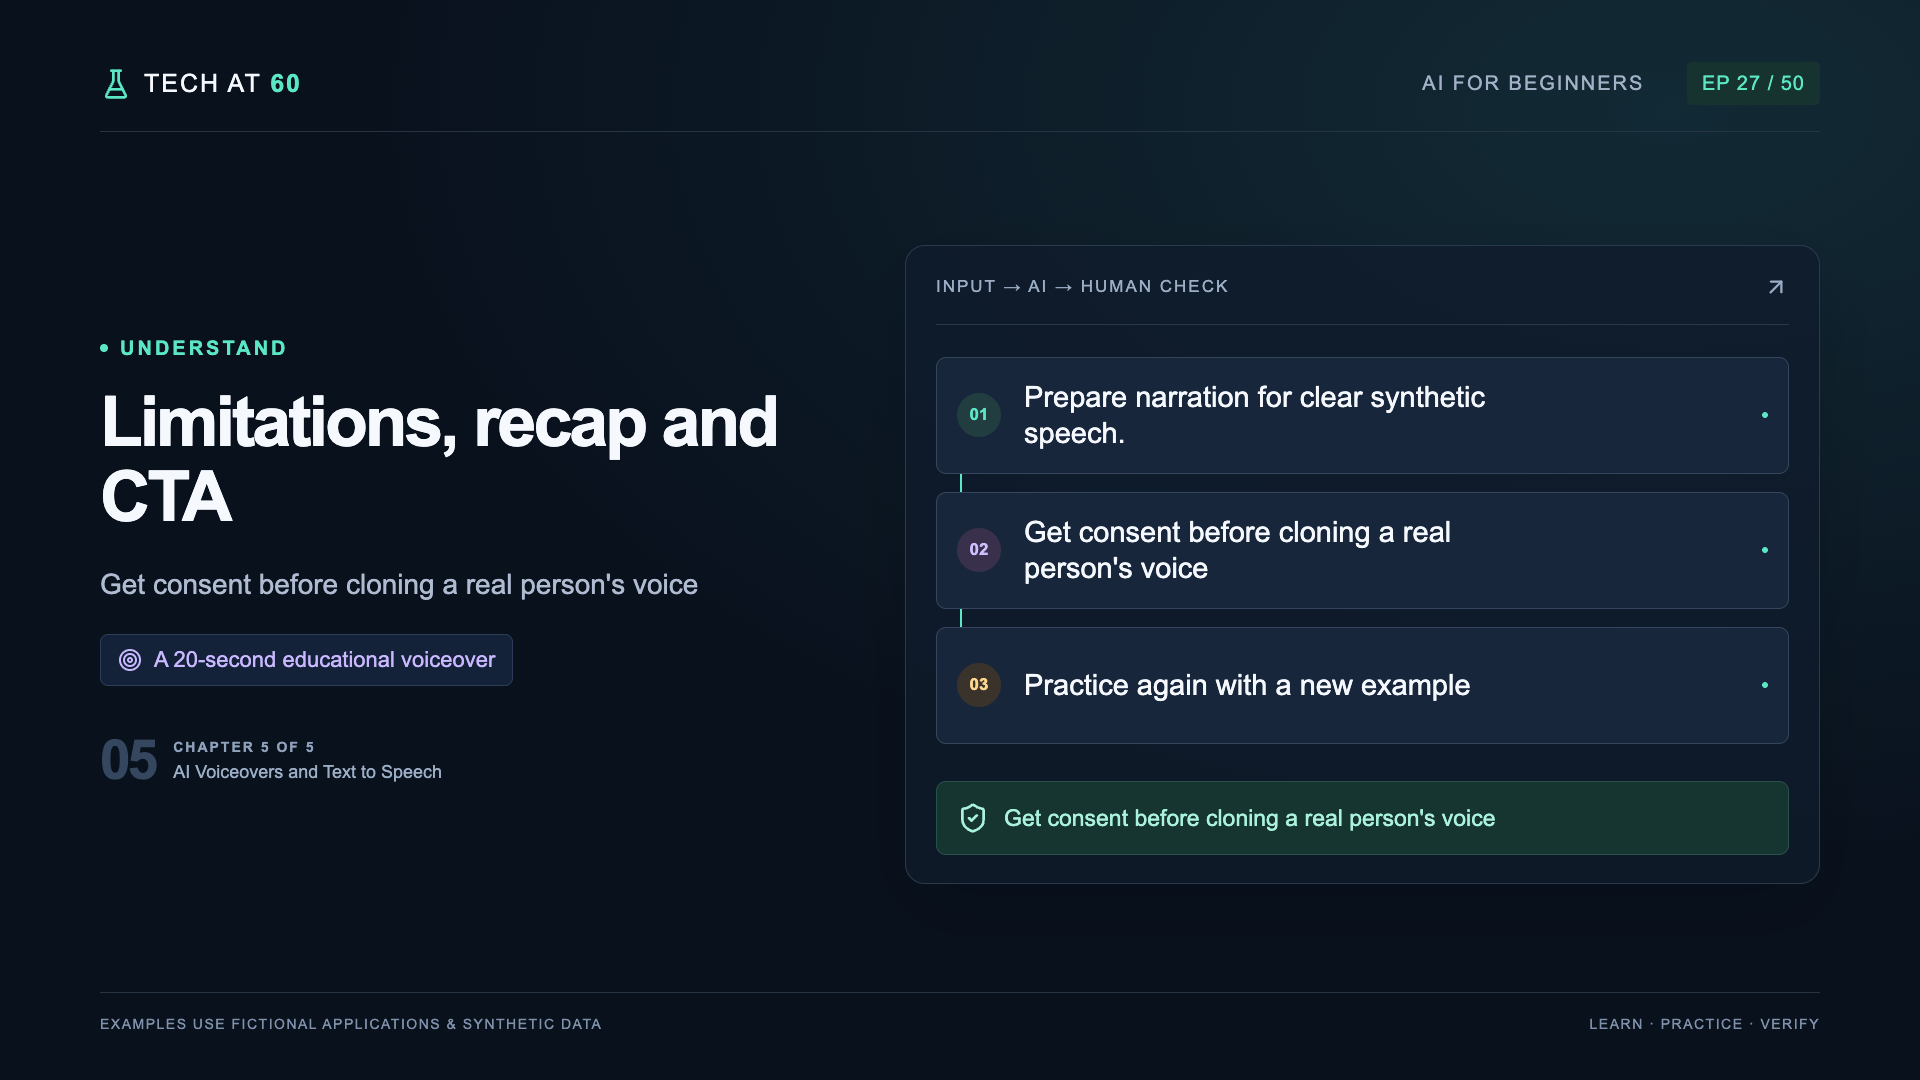 TECH AT 60
AI FOR BEGINNERS
EP 27 / 50
UNDERSTAND
Limitations, recap and
CTA
Get consent before cloning a real person's voice
A 20-second educational voiceover
05
CHAPTER 5 OF 5
AI Voiceovers and Text to Speech
INPUT → AI → HUMAN CHECK
01
Prepare narration for clear synthetic
speech.
02
Get consent before cloning a real
person's voice
03
Practice again with a new example
Get consent before cloning a real person's voice
EXAMPLES USE FICTIONAL APPLICATIONS & SYNTHETIC DATA
LEARN · PRACTICE · VERIFY